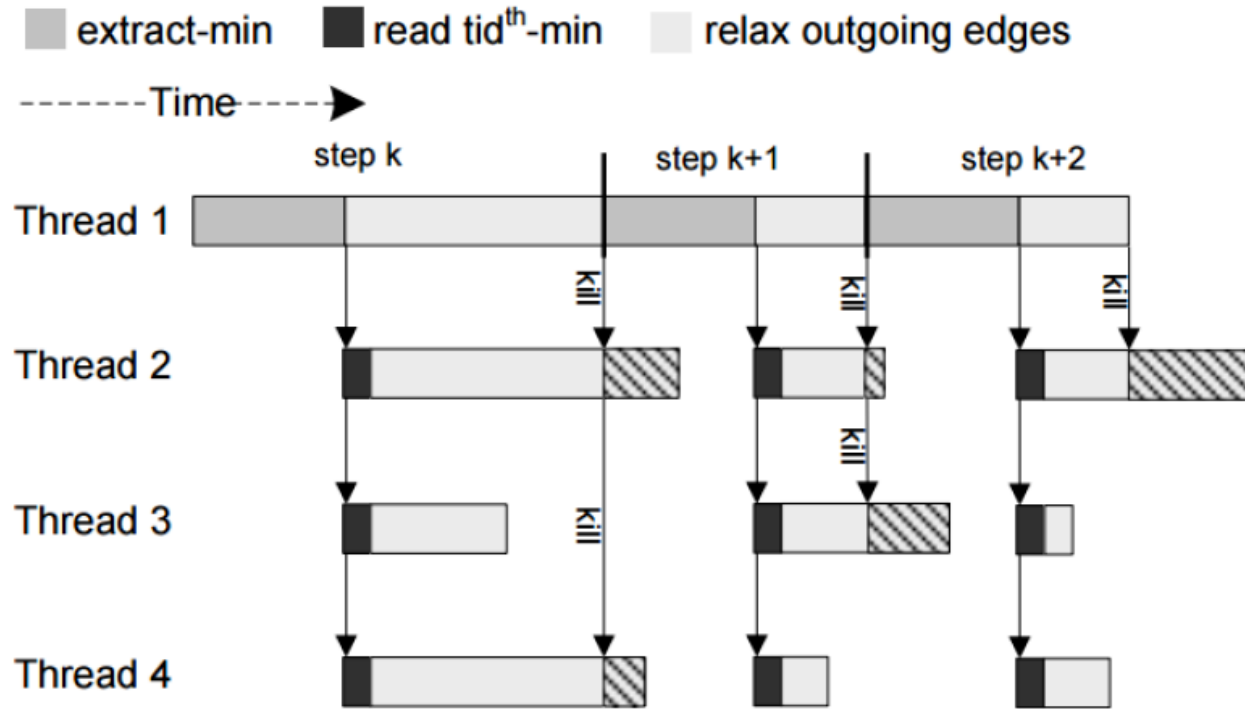 extract-min read tid^th-min relax outgoing edges
Time
step k step k+1 step k+2
Thread 1
kill kill kill
Thread 2
kill
Thread 3 kill
Thread 4